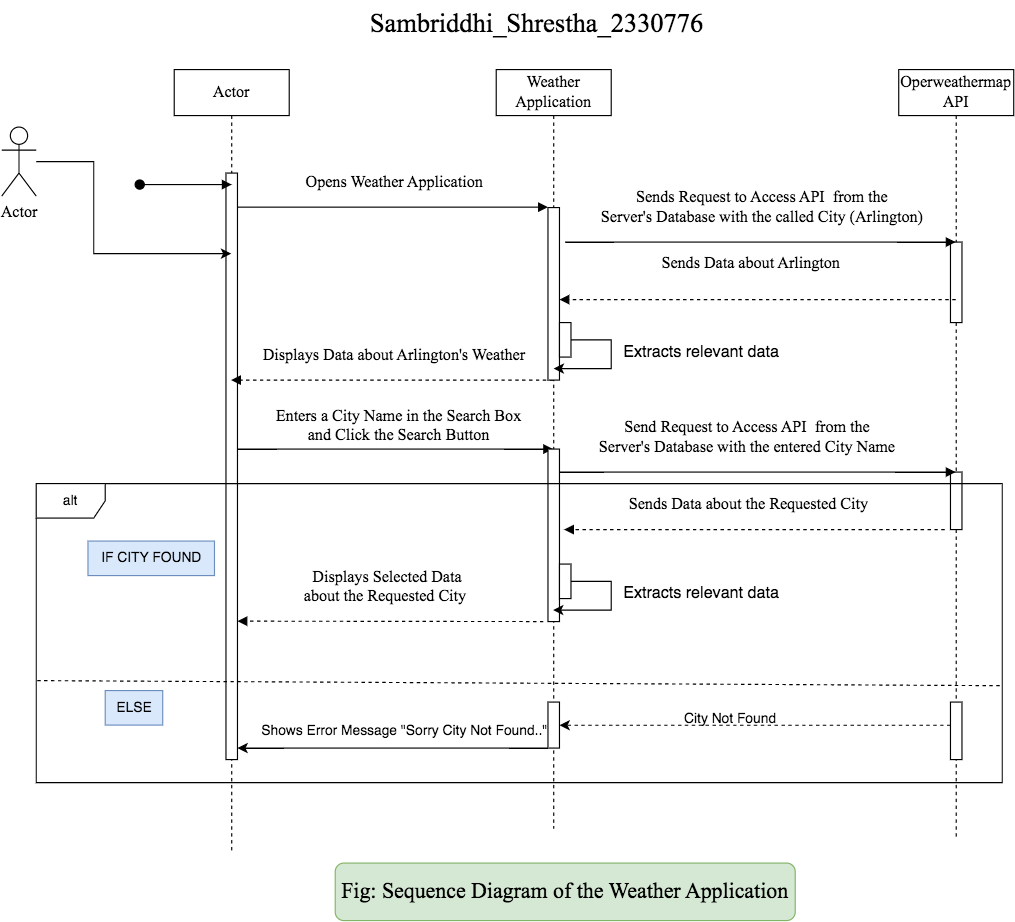 Sambriddhi_Shrestha_2330776
Actor
Weather
Application
Operweathermap
API
Actor
Opens Weather Application
Sends Request to Access API from the
Server's Database with the called City (Arlington)
Sends Data about Arlington
Extracts relevant data
Displays Data about Arlington's Weather
Enters a City Name in the Search Box
and Click the Search Button
Send Request to Access API from the
Server's Database with the entered City Name
alt
Sends Data about the Requested City
IF CITY FOUND
Displays Selected Data
about the Requested City
Extracts relevant data
ELSE
City Not Found
Shows Error Message "Sorry City Not Found.."
Fig: Sequence Diagram of the Weather Application